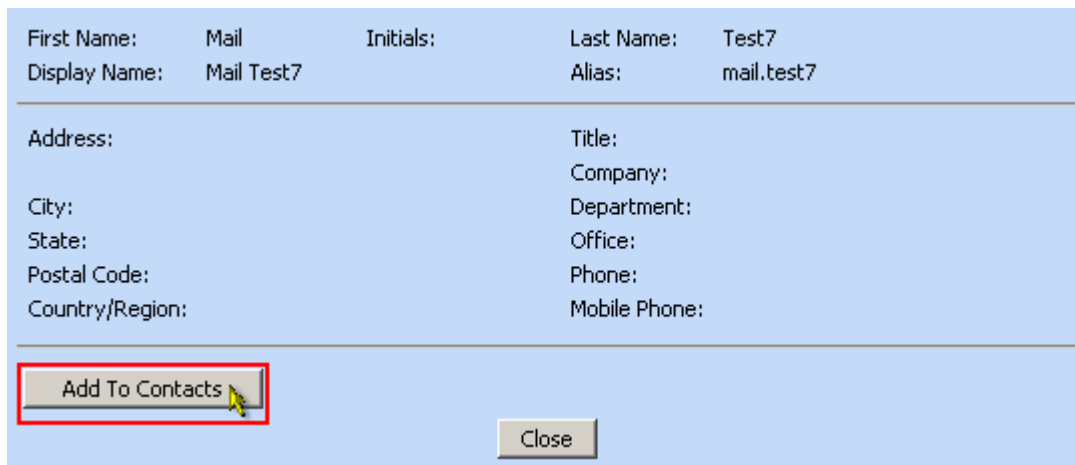 First Name: Mail Initials: Last Name: Test7
Display Name: Mail Test7 Alias: mail.test7
Address: Title:
Company:
City: Department:
State: Office:
Postal Code: Phone:
Country/Region: Mobile Phone:
Add To Contacts
Close